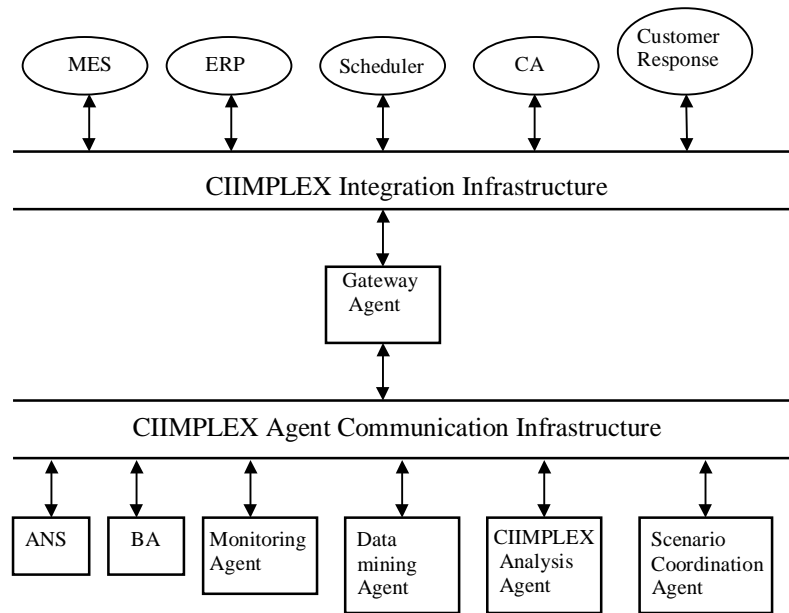 MES
ERP
Scheduler
CA
Customer
Response
CIIMPLEX Integration Infrastructure
Gateway
Agent
CIIMPLEX Agent Communication Infrastructure
ANS
BA
Monitoring
Agent
Data
mining
Agent
CIIMPLEX
Analysis
Agent
Scenario
Coordination
Agent